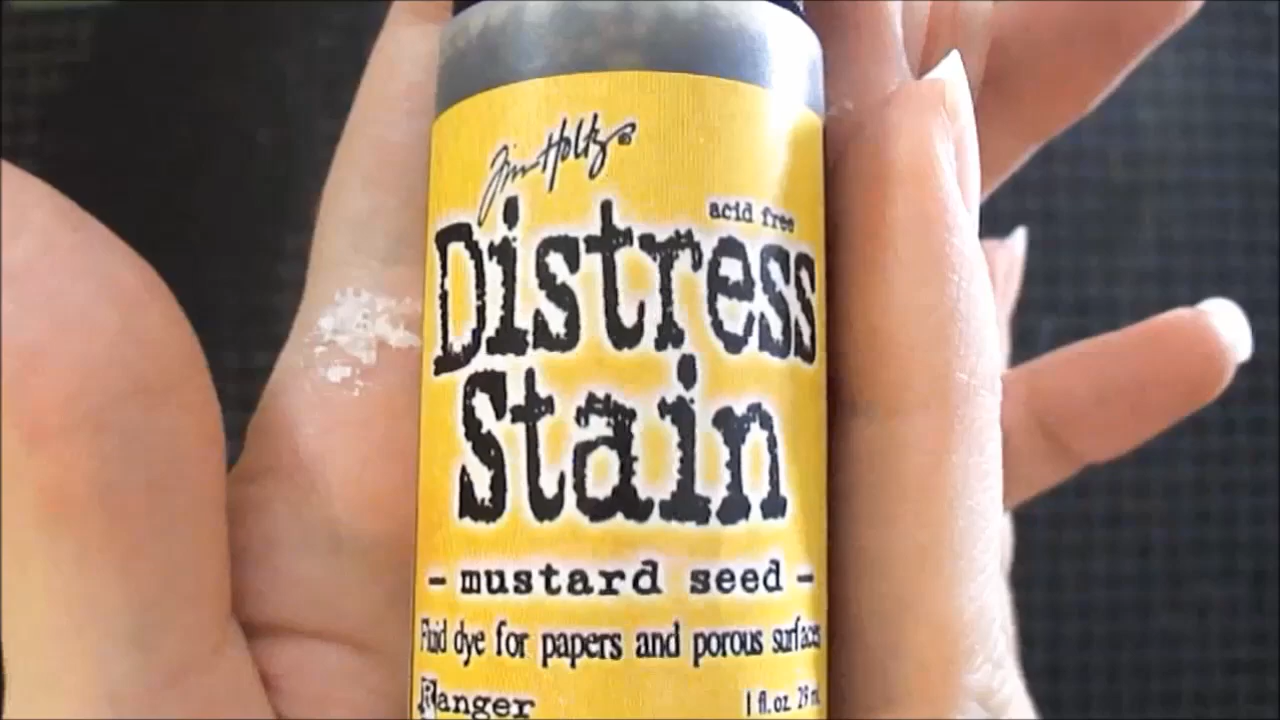 Tim Holtz®
acid free
Distress
Stain
- mustard seed -
Fluid dye for papers and porous surfaces
Ranger
1 fl. oz. 29